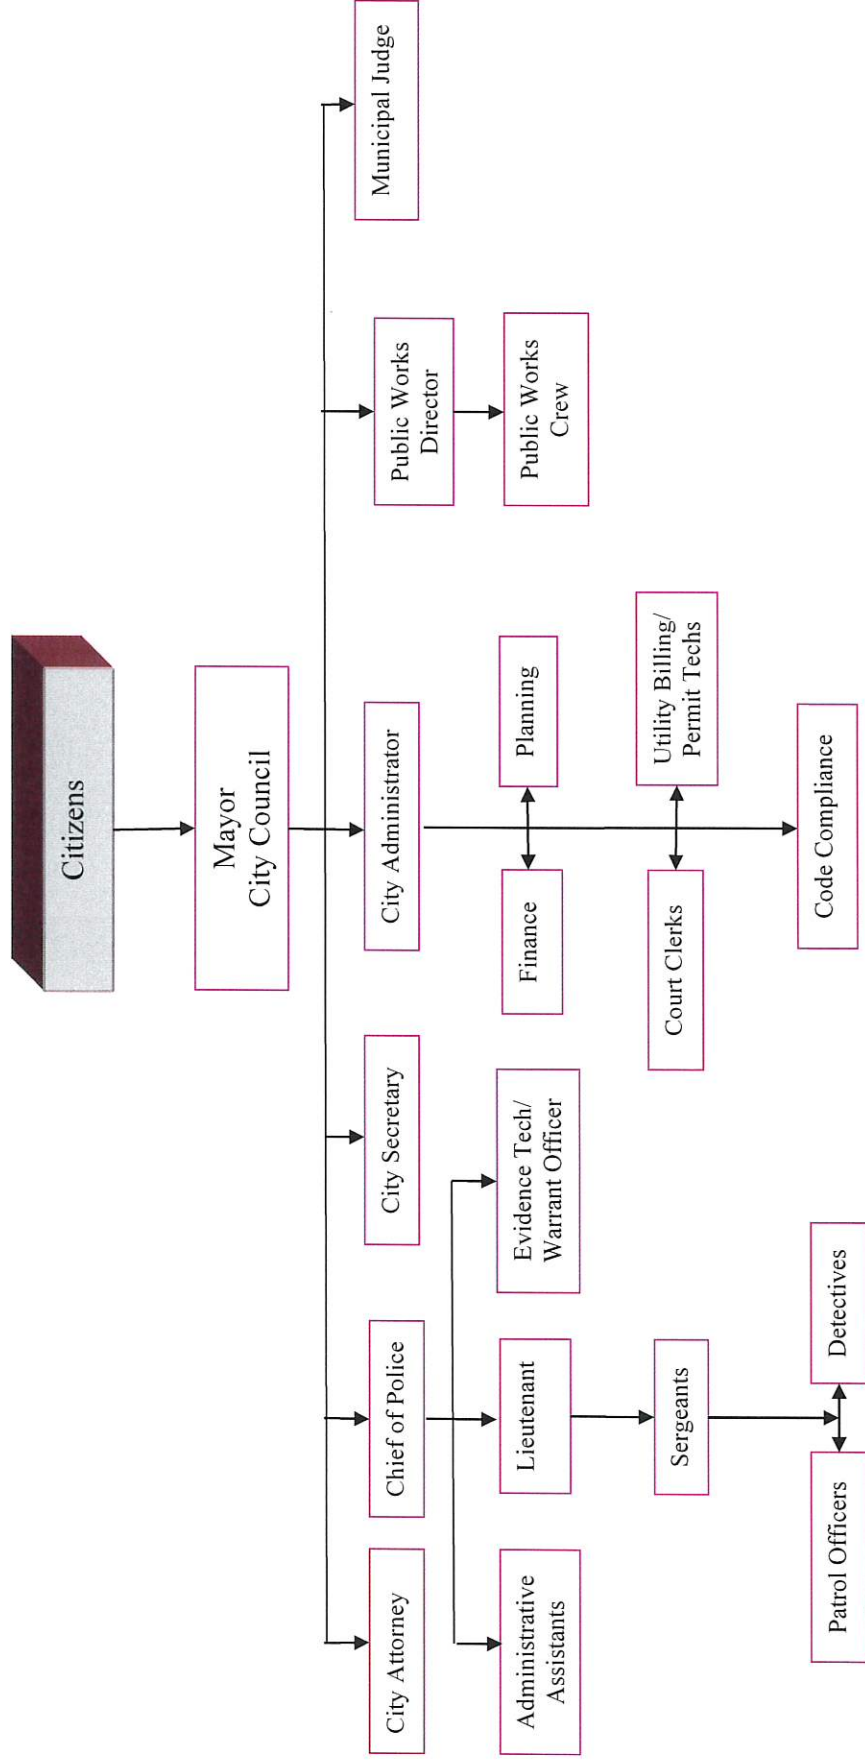 Citizens
Mayor
City Council
City Attorney
Chief of Police
City Secretary
City Administrator
Public Works
Director
Municipal Judge
Administrative
Assistants
Lieutenant
Evidence Tech/
Warrant Officer
Finance
Planning
Public Works
Crew
Sergeants
Court Clerks
Utility Billing/
Permit Techs
Patrol Officers
Detectives
Code Compliance